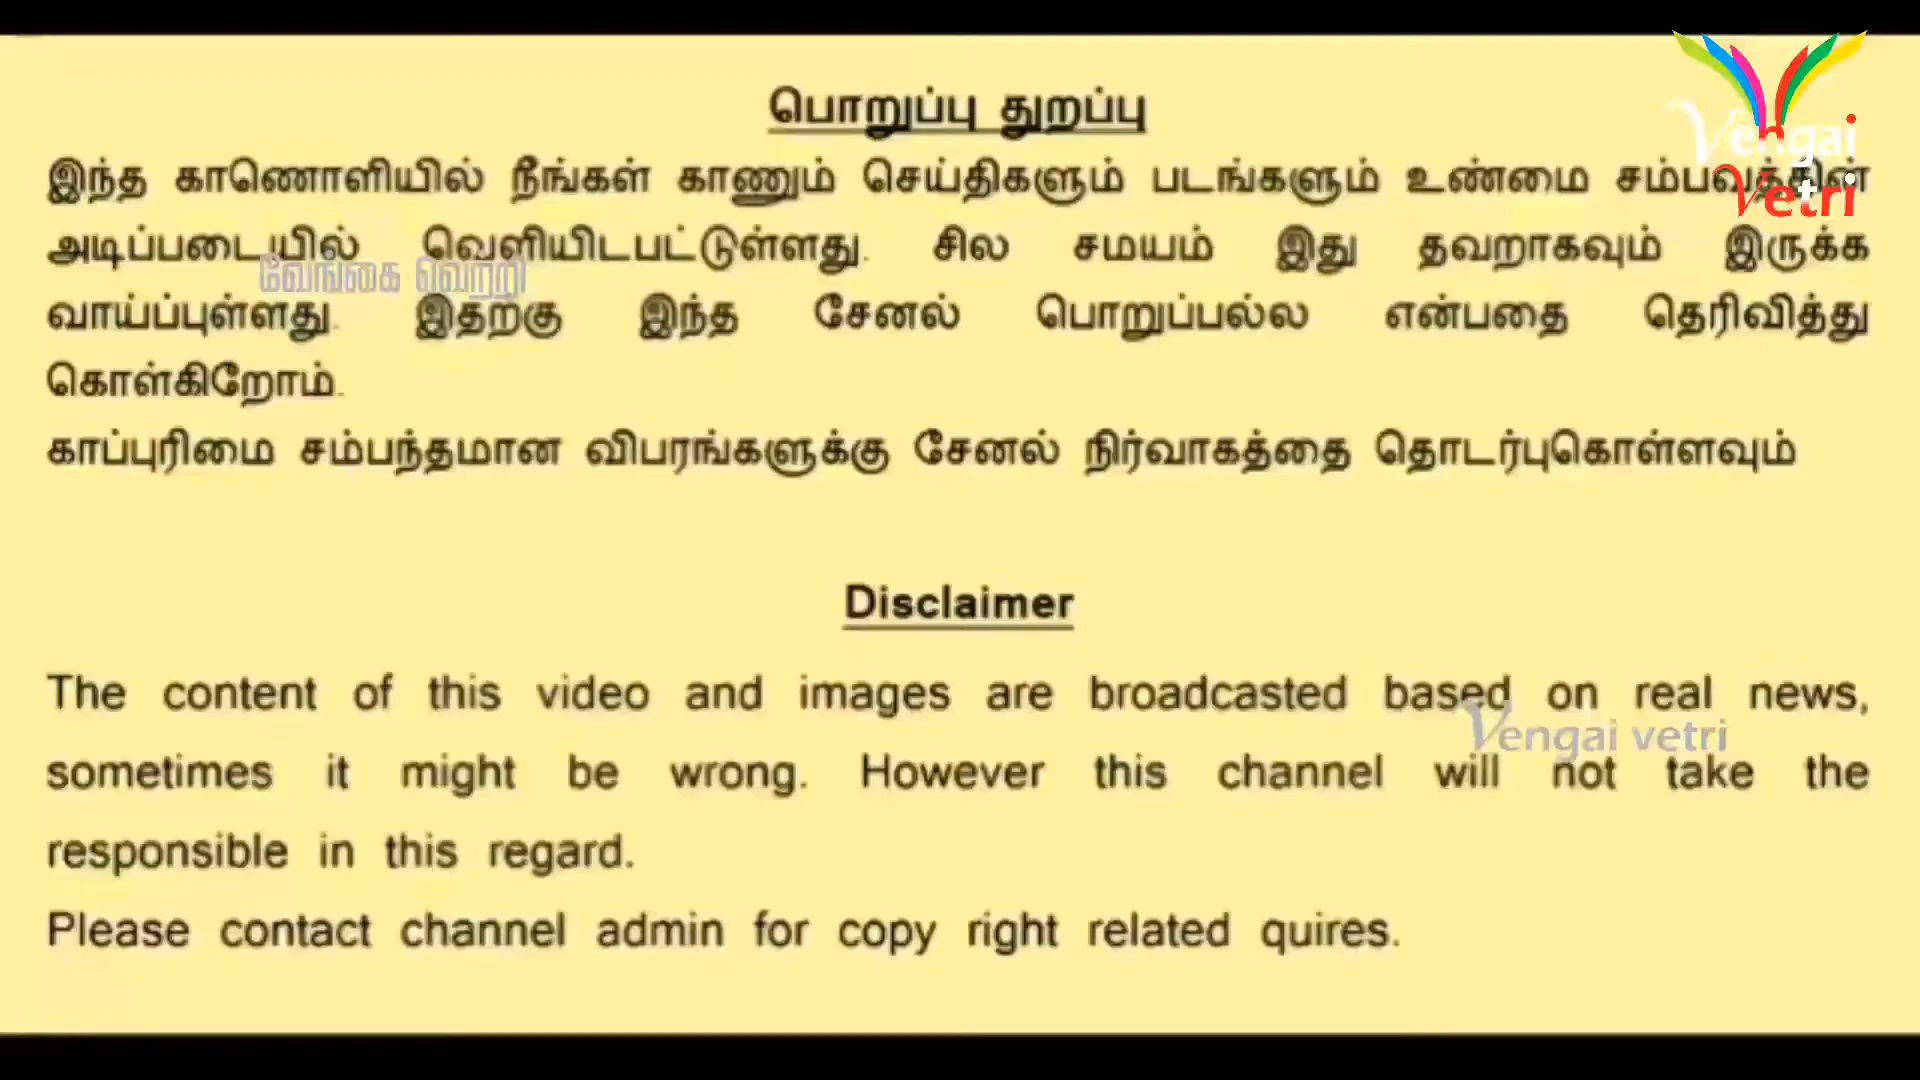 பொறுப்பு துறப்பு
இந்த காணொளியில் நீங்கள் காணும் செய்திகளும் படங்களும் உண்மை சம்பவத்தின்
அடிப்படையில் வெளியிடபட்டுள்ளது. சில சமயம் இது தவறாகவும் இருக்க
வாய்ப்புள்ளது. இதற்கு இந்த சேனல் பொறுப்பல்ல என்பதை தெரிவித்து
கொள்கிறோம்.
காப்புரிமை சம்பந்தமான விபரங்களுக்கு சேனல் நிர்வாகத்தை தொடர்புகொள்ளவும்
Disclaimer
The content of this video and images are broadcasted based on real news,
sometimes it might be wrong. However this channel will not take the
responsible in this regard.
Please contact channel admin for copy right related quires.
Vengai
Vetri
வேங்கை வெற்றி
Vengai vetri